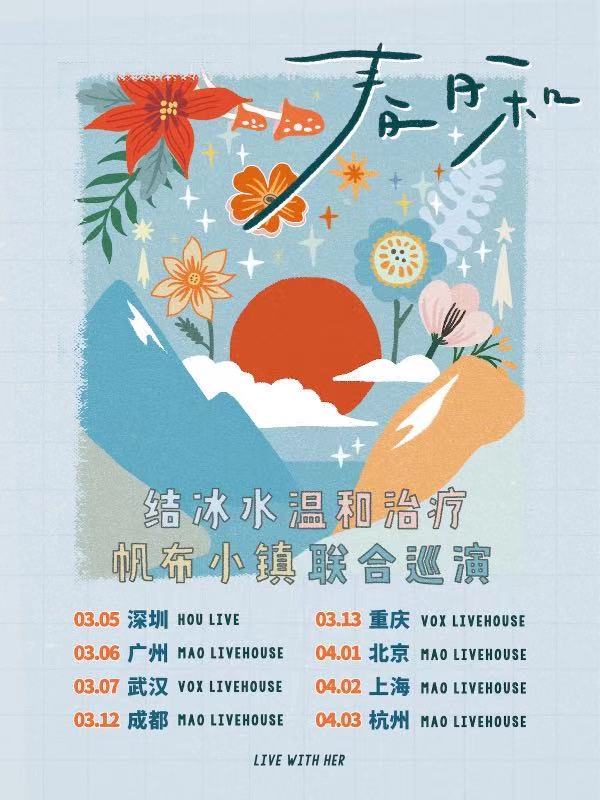 春日和
结冰水温和治疗
帆布小镇联合巡演
03.05 深圳 HOU LIVE
03.06 广州 MAO LIVEHOUSE
03.07 武汉 VOX LIVEHOUSE
03.12 成都 MAO LIVEHOUSE
03.13 重庆 VOX LIVEHOUSE
04.01 北京 MAO LIVEHOUSE
04.02 上海 MAO LIVEHOUSE
04.03 杭州 MAO LIVEHOUSE
LIVE WITH HER